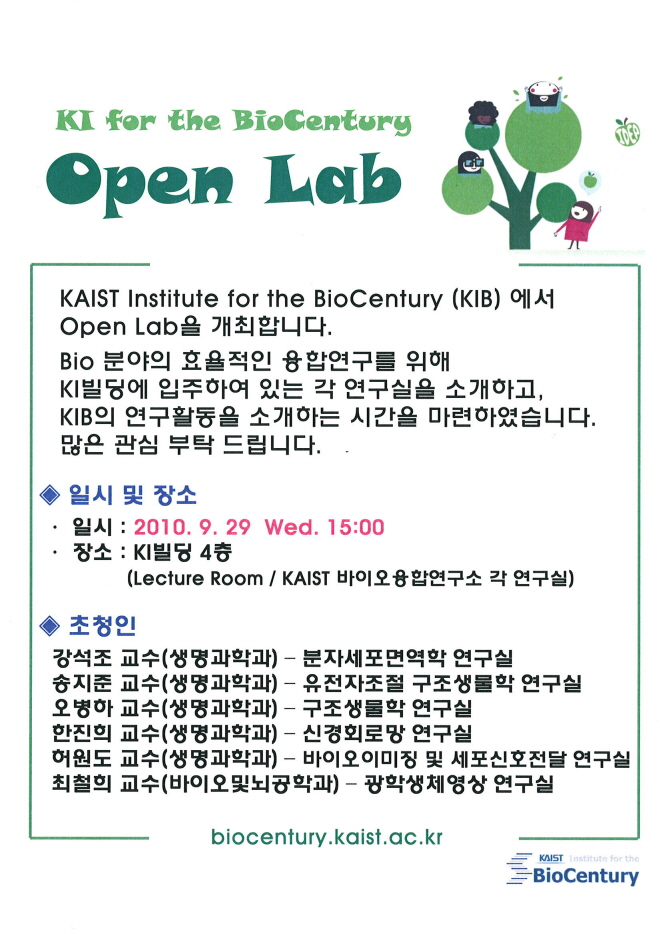 KI for the BioCentury
Open Lab
IDEA
KAIST Institute for the BioCentury (KIB) 에서
Open Lab을 개최합니다.
Bio 분야의 효율적인 융합연구를 위해
KI빌딩에 입주하여 있는 각 연구실을 소개하고,
KIB의 연구활동을 소개하는 시간을 마련하였습니다.
많은 관심 부탁 드립니다.
◈ 일시 및 장소
· 일시 : 2010. 9. 29 Wed. 15:00
· 장소 : KI빌딩 4층
(Lecture Room / KAIST 바이오융합연구소 각 연구실)
◈ 초청인
강석조 교수(생명과학과) – 분자세포면역학 연구실
송지준 교수(생명과학과) – 유전자조절 구조생물학 연구실
오병하 교수(생명과학과) – 구조생물학 연구실
한진희 교수(생명과학과) – 신경회로망 연구실
허원도 교수(생명과학과) – 바이오이미징 및 세포신호전달 연구실
최철희 교수(바이오및뇌공학과) – 광학생체영상 연구실
biocentury.kaist.ac.kr
KAIST Institute for the
BioCentury